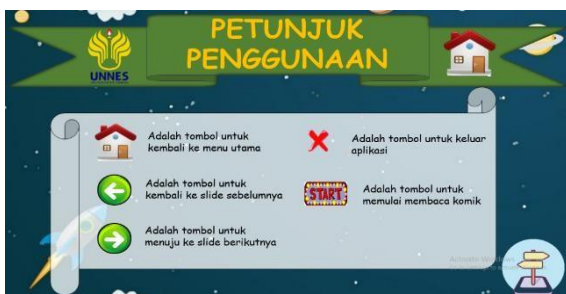 PETUNJUK
PENGGUNAAN
UNNES
Adalah tombol untuk
kembali ke menu utama
Adalah tombol untuk
kembali ke slide sebelumnya
Adalah tombol untuk
menuju ke slide berikutnya
Adalah tombol untuk keluar
aplikasi
START
Adalah tombol untuk
memulai membaca komik